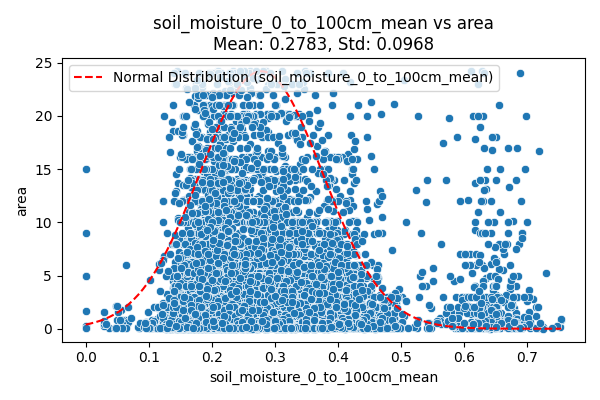 soil_moisture_0_to_100cm_mean vs area
Mean: 0.2783, Std: 0.0968
Normal Distribution (soil_moisture_0_to_100cm_mean)
25
20
15
10
5
0
area
0.0 0.1 0.2 0.3 0.4 0.5 0.6 0.7
soil_moisture_0_to_100cm_mean